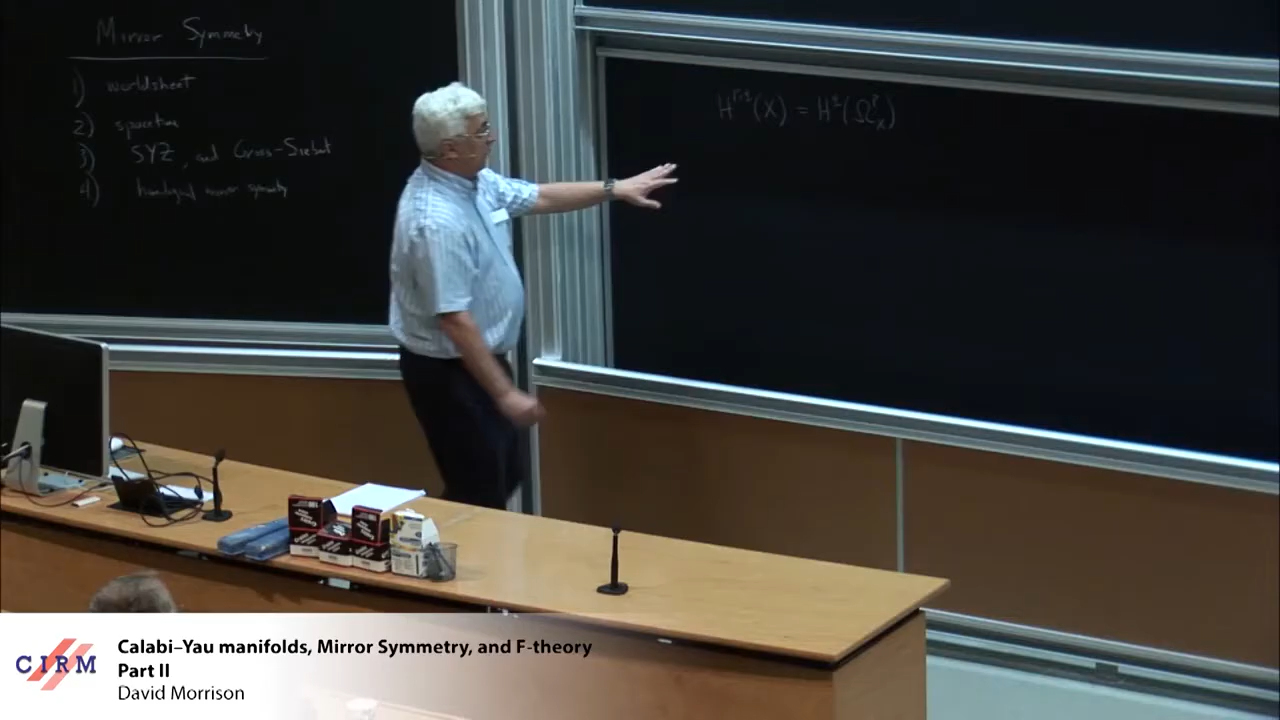 Mirror Symmetry
1) worldsheet
2) spacetime
3) SYZ, and Gross-Siebert
4) homological mirror symmetry
H^{r,s}(X) = H^s(Ω^r_X)
CIRM
Calabi–Yau manifolds, Mirror Symmetry, and F-theory
Part II
David Morrison